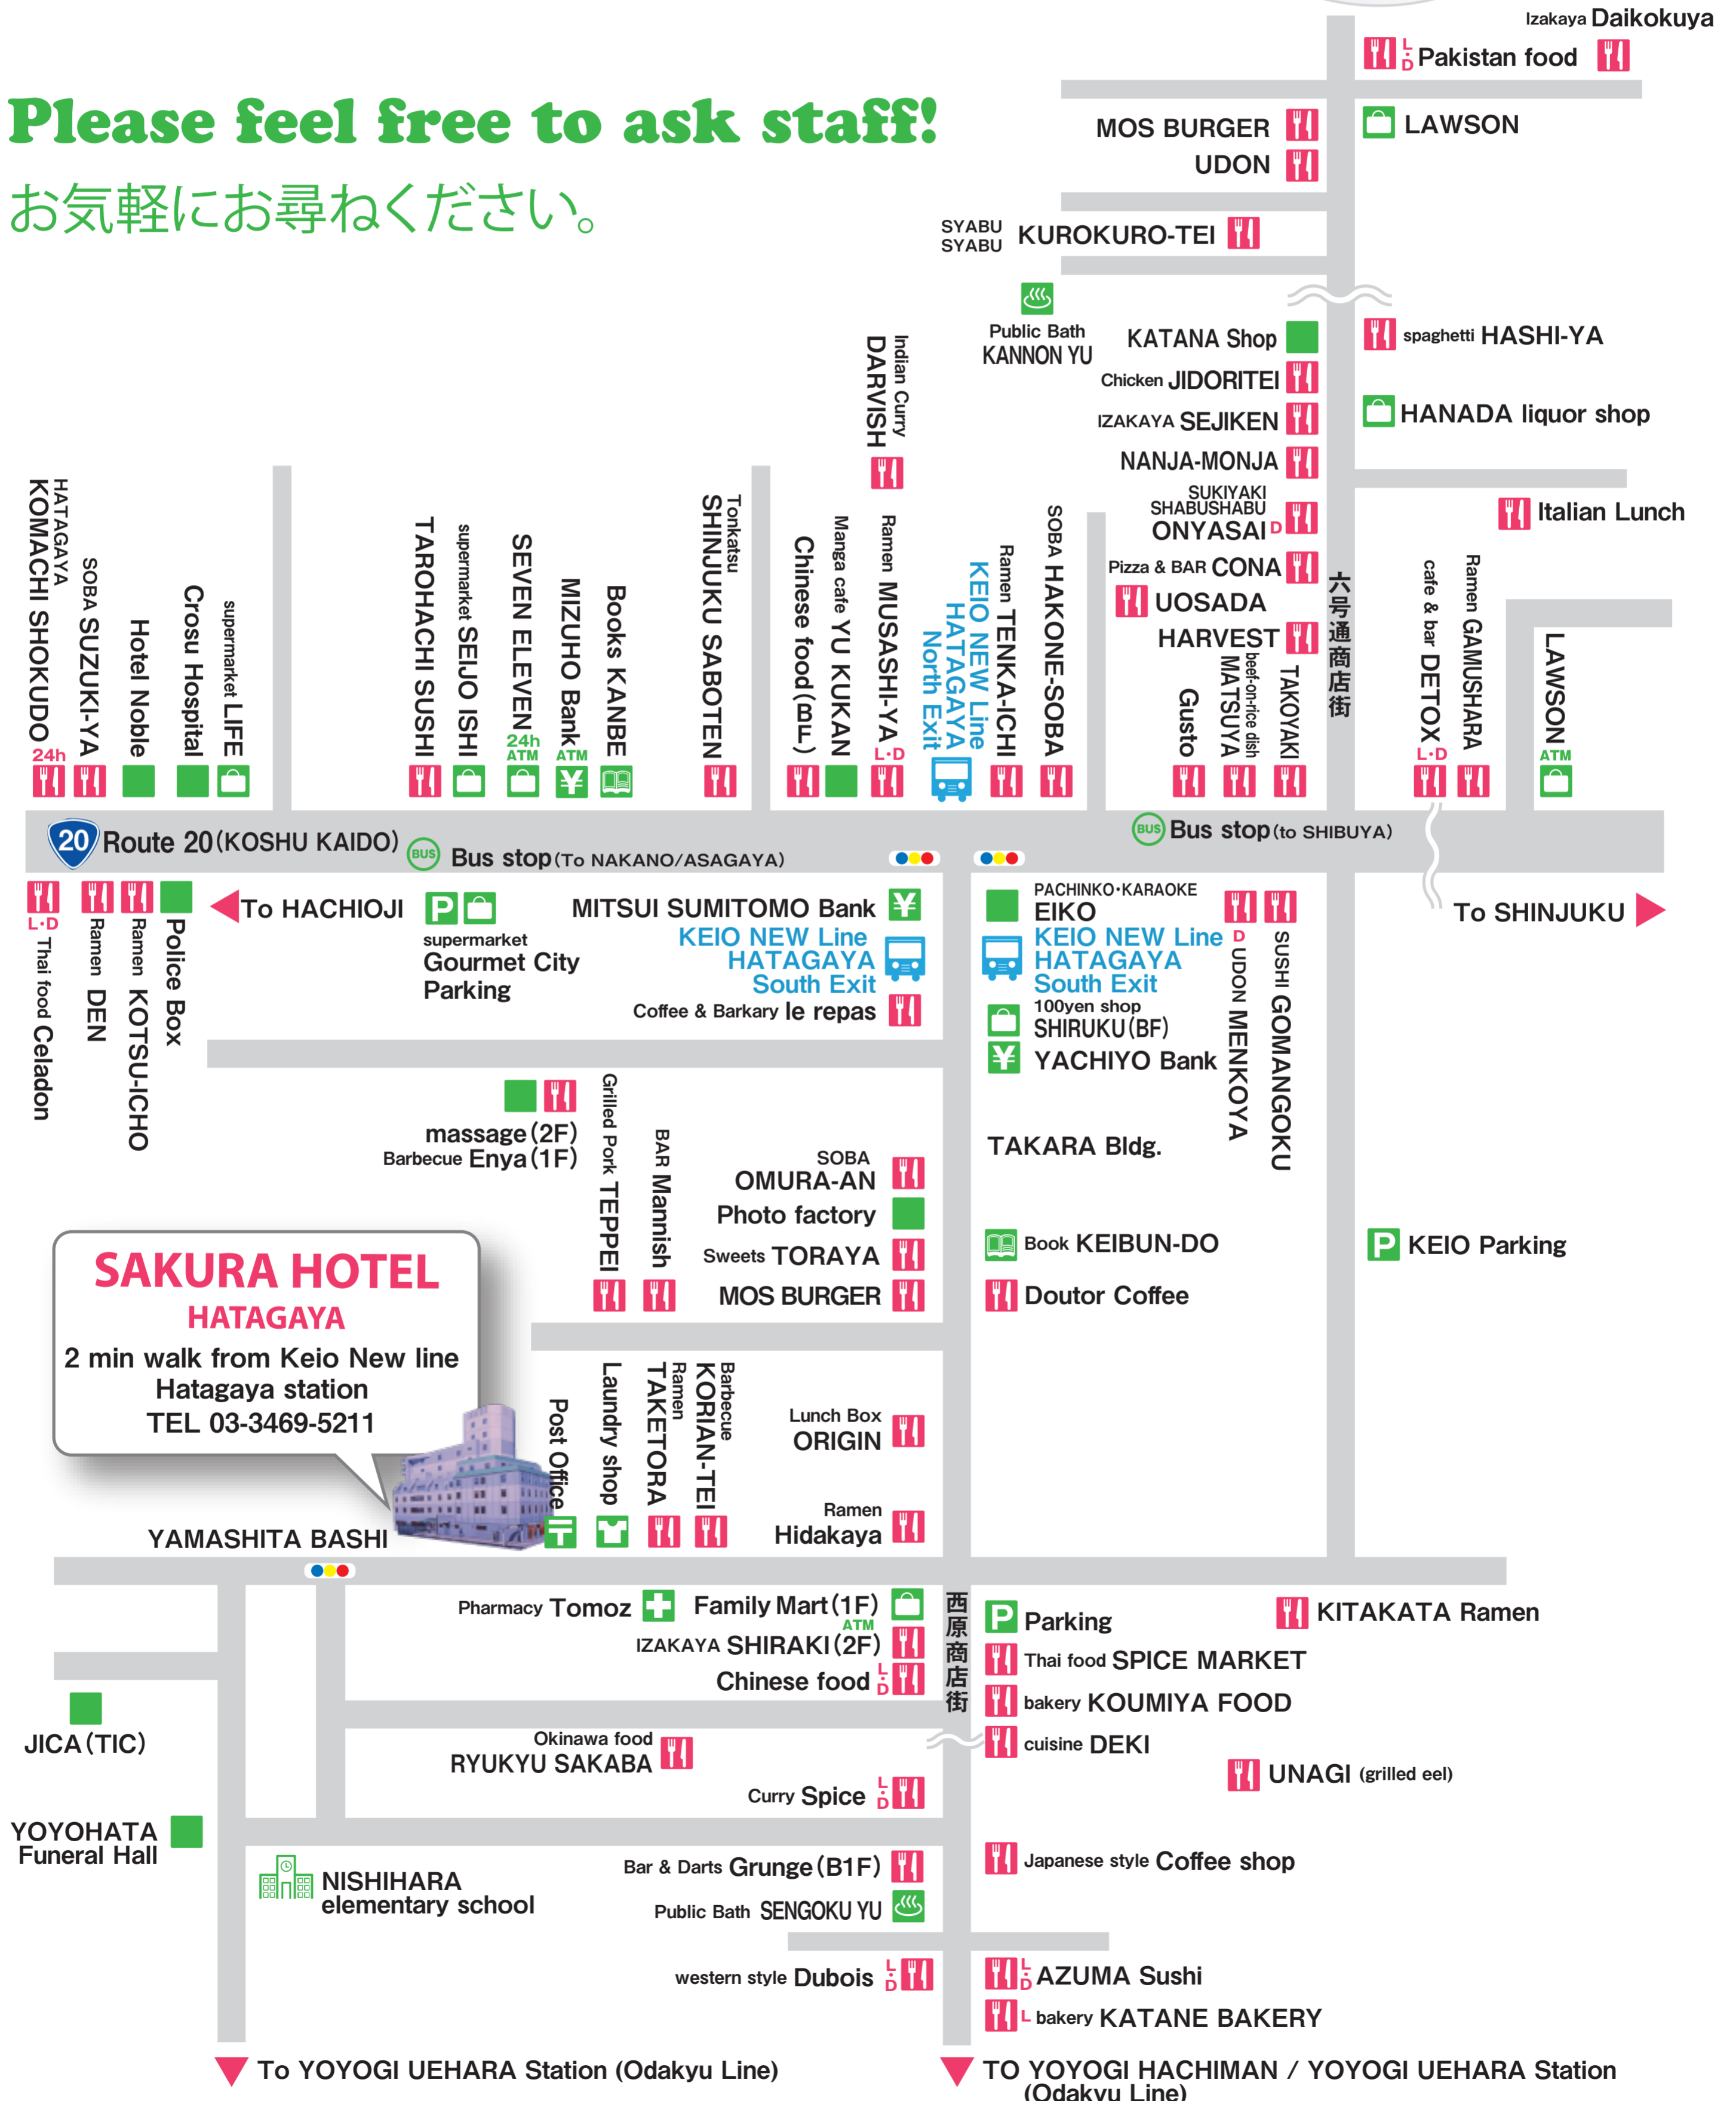 Izakaya Daikokuya
L・D Pakistan food
Please feel free to ask staff!
お気軽にお尋ねください。
MOS BURGER
LAWSON
UDON
SYABU SYABU KUROKURO-TEI
Public Bath
KANNON YU
KATANA Shop
spaghetti HASHI-YA
Chicken JIDORITEI
HANADA liquor shop
IZAKAYA SEJIKEN
NANJA-MONJA
SUKIYAKI
SHABUSHABU
ONYASAI D
Italian Lunch
Pizza & BAR CONA
UOSADA
HARVEST
六号通商店街
Indian Curry
DARVISH
HATAGAYA
KOMACHI SHOKUDO
24h
SOBA SUZUKI-YA
Hotel Noble
Crosu Hospital
supermarket LIFE
TAROHACHI SUSHI
supermarket SEIJO ISHI
SEVEN ELEVEN
24h
ATM
MIZUHO Bank
ATM
Books KANBE
Tonkatsu
SHINJUKU SABOTEN
Chinese food (B1F)
Manga cafe YU KUKAN
Ramen MUSASHI-YA
L・D
KEIO NEW Line
HATAGAYA
North Exit
Ramen TENKA-ICHI
SOBA HAKONE-SOBA
Gusto
beef-on-rice dish
MATSUYA
TAKOYAKI
cafe & bar DETOX
L・D
Ramen GAMUSHARA
LAWSON
ATM
20 Route 20 (KOSHU KAIDO)
BUS Bus stop (To NAKANO/ASAGAYA)
BUS Bus stop (to SHIBUYA)
L・D
Thai food Celadon
Ramen DEN
Ramen KOTSU-ICHO
Police Box
To HACHIOJI
P
supermarket
Gourmet City
Parking
MITSUI SUMITOMO Bank ¥
KEIO NEW Line
HATAGAYA
South Exit
Coffee & Barkary le repas
PACHINKO・KARAOKE
EIKO
KEIO NEW Line
HATAGAYA
South Exit
100yen shop
SHIRUKU (BF)
¥ YACHIYO Bank
D
UDON MENKOYA
SUSHI GOMANGOKU
To SHINJUKU
massage (2F)
Barbecue Enya (1F)
Grilled Pork TEPPEI
BAR Mannish
SOBA
OMURA-AN
Photo factory
Sweets TORAYA
MOS BURGER
TAKARA Bldg.
Book KEIBUN-DO
Doutor Coffee
P KEIO Parking
SAKURA HOTEL
HATAGAYA
2 min walk from Keio New line
Hatagaya station
TEL 03-3469-5211
Post Office
Laundry shop
Ramen
TAKETORA
Barbecue
KORIAN-TEI
Lunch Box
ORIGIN
Ramen
Hidakaya
YAMASHITA BASHI
Pharmacy Tomoz
Family Mart (1F)
ATM
IZAKAYA SHIRAKI (2F)
Chinese food L・D
西原商店街
P Parking
KITAKATA Ramen
Thai food SPICE MARKET
bakery KOUMIYA FOOD
cuisine DEKI
UNAGI (grilled eel)
JICA (TIC)
Okinawa food
RYUKYU SAKABA
Curry Spice L・D
YOYOHATA
Funeral Hall
NISHIHARA
elementary school
Bar & Darts Grunge (B1F)
Public Bath SENGOKU YU
Japanese style Coffee shop
western style Dubois L・D
L・D AZUMA Sushi
L bakery KATANE BAKERY
To YOYOGI UEHARA Station (Odakyu Line)
TO YOYOGI HACHIMAN / YOYOGI UEHARA Station
(Odakyu Line)